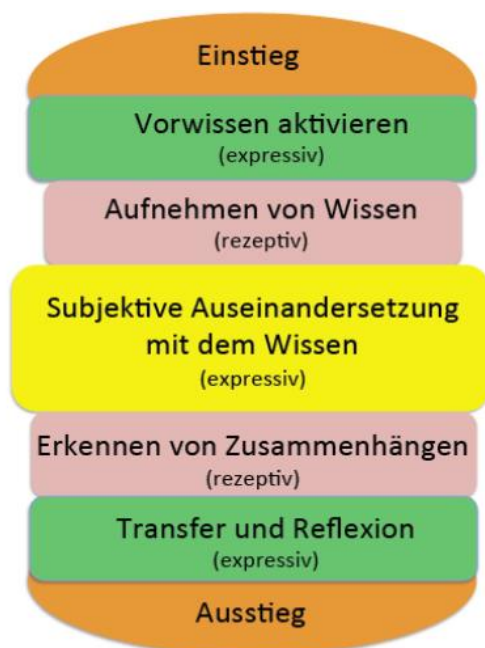 Einstieg
Vorwissen aktivieren
(expressiv)
Aufnehmen von Wissen
(rezeptiv)
Subjektive Auseinandersetzung
mit dem Wissen
(expressiv)
Erkennen von Zusammenhängen
(rezeptiv)
Transfer und Reflexion
(expressiv)
Ausstieg